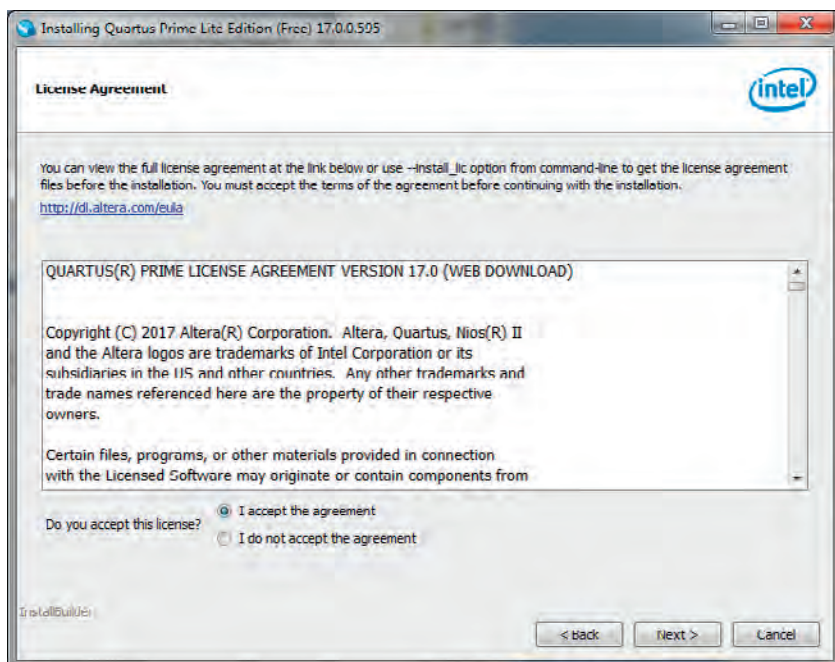 Installing Quartus Prime Lite Edition (Free) 17.0.0.595
License Agreement
intel
You can view the full license agreement at the link below or use --install_lic option from command-line to get the license agreement
files before the installation. You must accept the terms of the agreement before continuing with the installation.
http://dl.altera.com/eula
QUARTUS(R) PRIME LICENSE AGREEMENT VERSION 17.0 (WEB DOWNLOAD)
Copyright (C) 2017 Altera(R) Corporation. Altera, Quartus, Nios(R) II
and the Altera logos are trademarks of Intel Corporation or its
subsidiaries in the US and other countries. Any other trademarks and
trade names referenced here are the property of their respective
owners.
Certain files, programs, or other materials provided in connection
with the Licensed Software may originate or contain components from
Do you accept this license?
I accept the agreement
I do not accept the agreement
InstallBuilder
< Back
Next >
Cancel